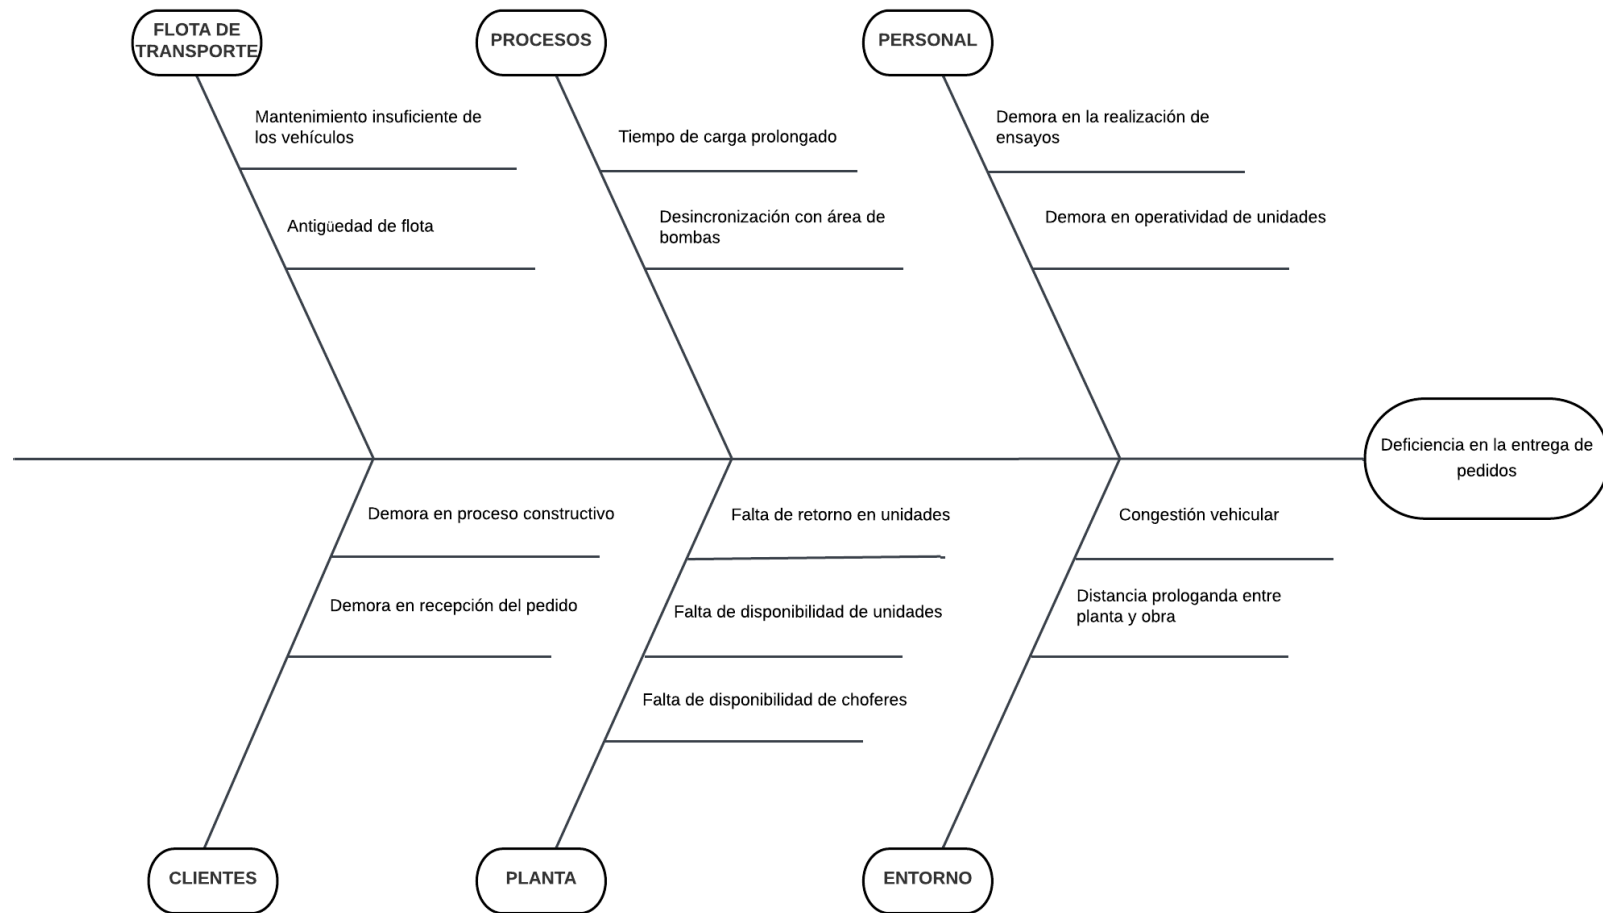 FLOTA DE
TRANSPORTE
PROCESOS
PERSONAL
Mantenimiento insuficiente de
los vehículos
Tiempo de carga prolongado
Demora en la realización de
ensayos
Antigüedad de flota
Desincronización con área de
bombas
Demora en operatividad de unidades
Deficiencia en la entrega de
pedidos
Demora en proceso constructivo
Falta de retorno en unidades
Congestión vehicular
Demora en recepción del pedido
Falta de disponibilidad de unidades
Distancia prologanda entre
planta y obra
Falta de disponibilidad de choferes
CLIENTES
PLANTA
ENTORNO